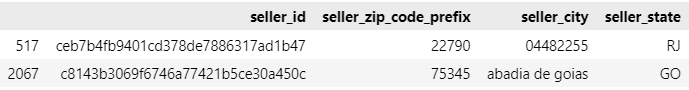 seller_id seller_zip_code_prefix seller_city seller_state
517 ceb7b4fb9401cd378de7886317ad1b47 22790 04482255 RJ
2067 c8143b3069f6746a77421b5ce30a450c 75345 abadia de goias GO